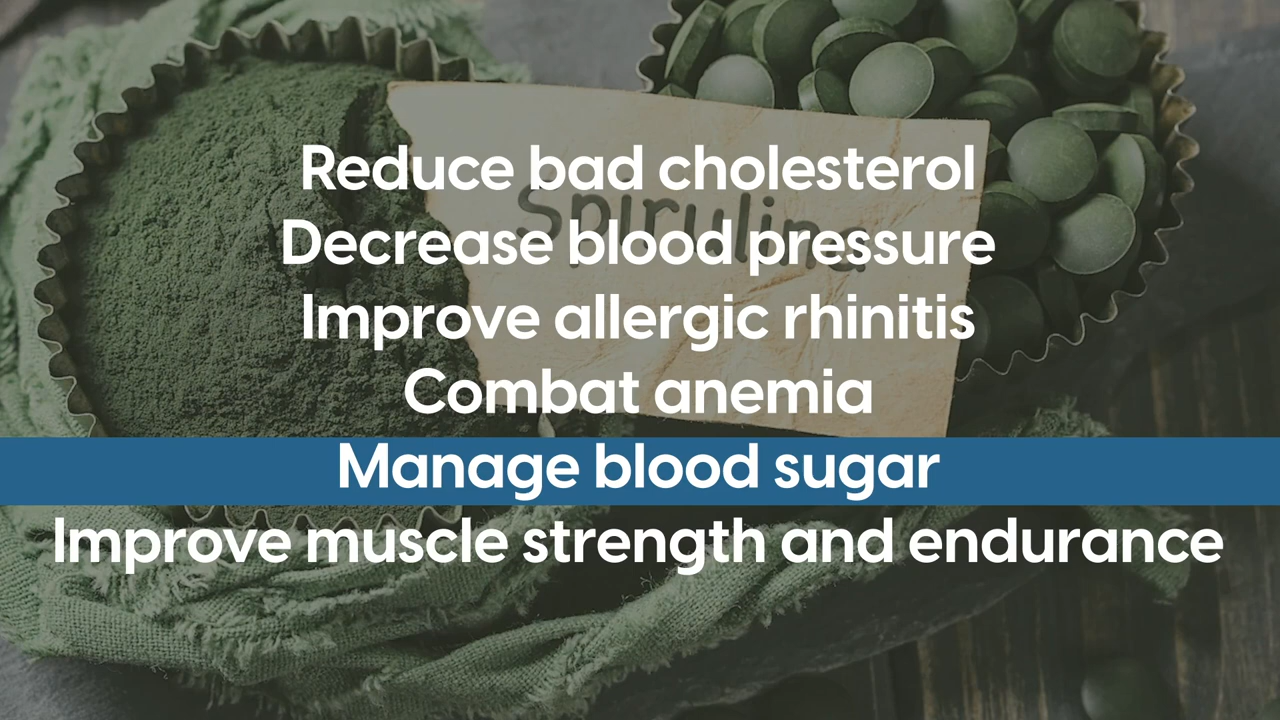 Reduce bad cholesterol
Spirulina
Decrease blood pressure
Improve allergic rhinitis
Combat anemia
Manage blood sugar
Improve muscle strength and endurance